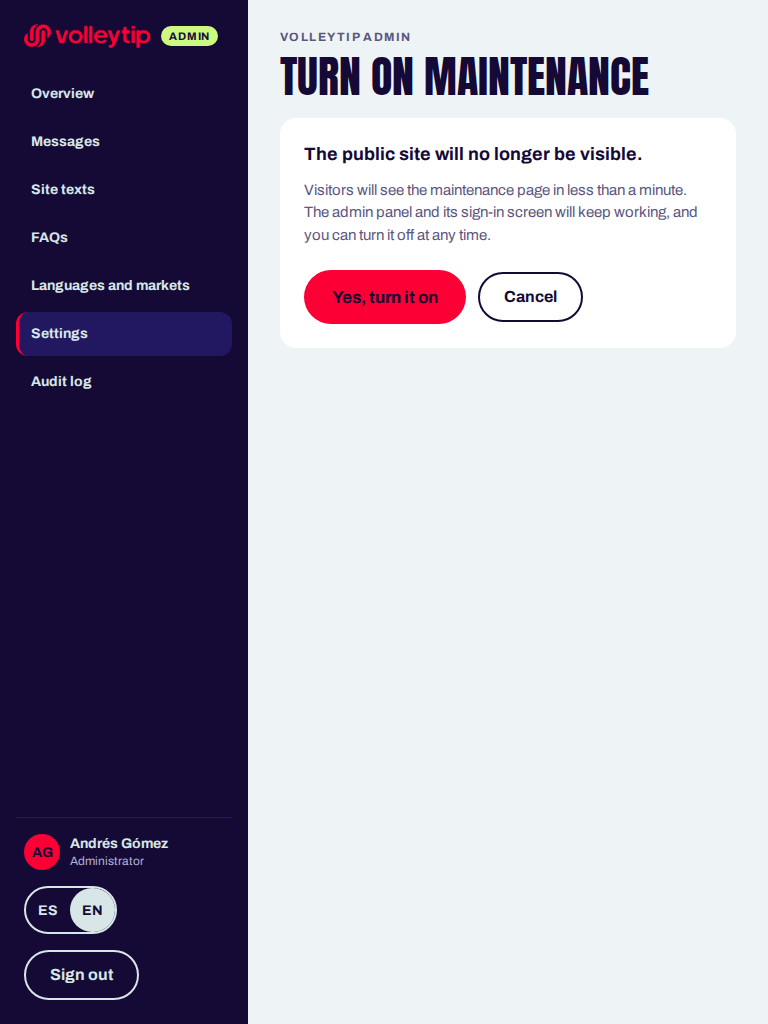 volleytip ADMIN
Overview
Messages
Site texts
FAQs
Languages and markets
Settings
Audit log
AG
Andrés Gómez
Administrator
ES EN
Sign out
VOLLEYTIP ADMIN
TURN ON MAINTENANCE
The public site will no longer be visible.
Visitors will see the maintenance page in less than a minute.
The admin panel and its sign-in screen will keep working, and
you can turn it off at any time.
Yes, turn it on
Cancel